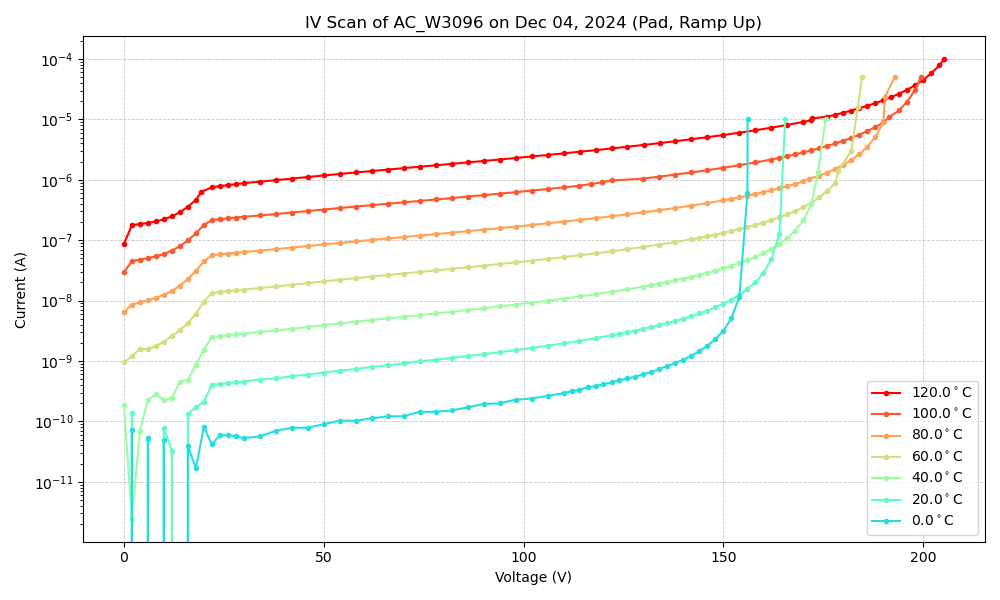 IV Scan of AC_W3096 on Dec 04, 2024 (Pad, Ramp Up)
Current (A)
10⁻⁴
10⁻⁵
10⁻⁶
10⁻⁷
10⁻⁸
10⁻⁹
10⁻¹⁰
10⁻¹¹
120.0°C
100.0°C
80.0°C
60.0°C
40.0°C
20.0°C
0.0°C
0 50 100 150 200
Voltage (V)